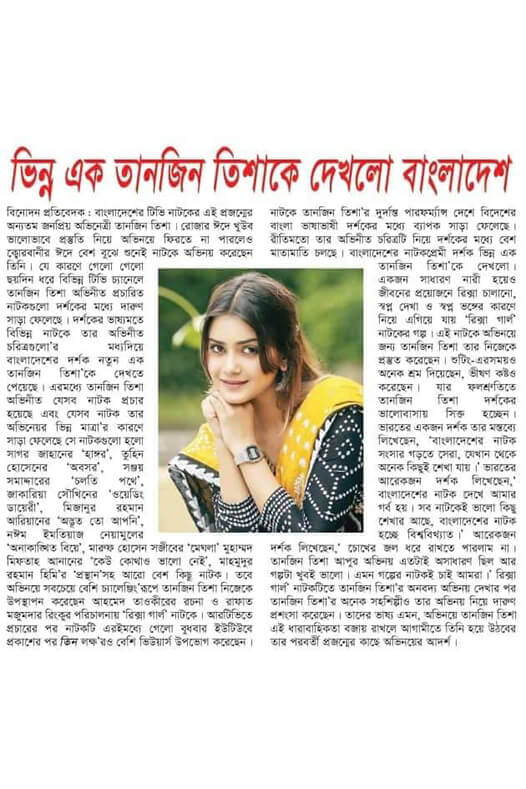 ভিন্ন এক তানজিন তিশাকে দেখলো বাংলাদেশ
বিনোদন প্রতিবেদক : বাংলাদেশের টিভি নাটকের এই প্রজন্মের
অন্যতম জনপ্রিয় অভিনেত্রী তানজিন তিশা। রোজার ঈদে খুউব
ভালোভাবে প্রস্তুতি নিয়ে অভিনয়ে ফিরতে না পারলেও
কোরবানীর ঈদে বেশ বুঝে শুনেই নাটকে অভিনয় করেছেন
তিনি। যে কারণে গেলো গেলো
ছয়দিন ধরে বিভিন্ন টিভি চ্যানেলে
তানজিন তিশা অভিনীত প্রচারিত
নাটকগুলো দর্শকের মধ্যে দারুণ
সাড়া ফেলেছে। দর্শকের ভাষ্যমতে
বিভিন্ন নাটকে তার অভিনীত
চরিত্রগুলো'র মধ্যদিয়ে
বাংলাদেশের দর্শক নতুন এক
তানজিন তিশা'কে দেখতে
পেয়েছে। এরমধ্যে তানজিন তিশা
অভিনীত যেসব নাটক প্রচার
হয়েছে এবং যেসব নাটক তার
অভিনয়ের ভিন্ন মাত্রা'র কারণে
সাড়া ফেলেছে সে নাটকগুলো হলো
সাগর জাহানের 'হাঙ্গর', তুহিন
হোসেনের 'অবসর', সঞ্জয়
সমাদ্দারের 'চলতি পথে',
জাকারিয়া সৌখিনের 'ওয়েডিং
ডায়েরী', মিজানুর রহমান
আরিয়ানের 'অদ্ভুত তো আপনি',
নঈম ইমতিয়াজ নেয়ামুলের
'অনাকাঙ্খিত বিয়ে', মারুফ হোসেন সজীবের 'মেঘলা' মুহাম্মদ
মিফতাহ আনানের 'কেউ কোথাও ভালো নেই', মাহমুদুর
রহমান হিমি'র 'প্রস্থান'সহ আরো বেশ কিছু নাটক। তবে
অভিনয়ে সবচেয়ে বেশি চ্যালেঞ্জিং'রূপে তানজিন তিশা নিজেকে
উপস্থাপন করেছেন আহমেদ তাওকীরের রচনা ও রাফাত
মজুমদার রিংকুর পরিচালনায় 'রিক্সা গার্ল' নাটকে। আরটিভিতে
প্রচারের পর নাটকটি এরইমধ্যে গেলো বুধবার ইউটিউবে
প্রকাশের পর তিন লক্ষ'রও বেশি ভিউয়ার্স উপভোগ করেছেন।
নাটকে তানজিন তিশা'র দুর্দান্ত পারফর্ম্যান্স দেশে বিদেশের
বাংলা ভাষাভাষী দর্শকের মধ্যে ব্যাপক সাড়া ফেলেছে।
রীতিমতো তার অভিনীত চরিত্রটি নিয়ে দর্শকের মধ্যে বেশ
মাতামাতি চলছে। বাংলাদেশের নাটকপ্রেমী দর্শক ভিন্ন এক
তানজিন তিশা'কে দেখলো।
একজন সাধারণ নারী হয়েও
জীবনের প্রয়োজনে রিক্সা চালানো,
স্বপ্ন দেখা ও স্বপ্ন ভঙ্গের কারণে
নিয়ে এগিয়ে যায় 'রিক্সা গার্ল'
নাটকের গল্প। এই নাটকে অভিনয়ে
জন্য তানজিন তিশা তার নিজেকে
প্রস্তুত করেছেন। শুটিং-এরসময়ও
অনেক শ্রম দিয়েছেন, ভীষণ কষ্টও
করেছেন। যার ফলশ্রুতিতে
তানজিন তিশা দর্শকের
ভালোবাসায় সিক্ত হচ্ছেন।
ভারতের একজন দর্শক তার মন্তব্যে
লিখেছেন, 'বাংলাদেশের নাটক
সংসার গড়তে সেরা, যেখান থেকে
অনেক কিছুই শেখা যায়।' ভারতের
আরেকজন দর্শক লিখেছেন,'
বাংলাদেশের নাটক দেখে আমার
গর্ব হয়। সব নাটকেই ভালো কিছু
শেখার আছে, বাংলাদেশের নাটক
হচ্ছে বিশ্ববিখ্যাত।' আরেকজন
দর্শক লিখেছেন,' চোখের জল ধরে রাখতে পারলাম না।
তানজিন তিশা আপুর অভিনয় এতটাই অসাধারণ ছিল আর
গল্পটা খুবই ভালো। এমন গল্পের নাটকই চাই আমরা।' রিক্সা
গার্ল' নাটকটিতে তানজিন তিশা'র অনবদ্য অভিনয় দেখার পর
তানজিন তিশা'র অনেক সহশিল্পীও তার অভিনয় নিয়ে দারুণ
প্রশংসা করেছেন। তাদের ভাষ্য এমন, অভিনয়ে তানজিন তিশা
এই ধারাবাহিকতা বজায় রাখলে আগামীতে তিনি হয়ে উঠবের
তার পরবর্তী প্রজন্মের কাছে অভিনয়ের আদর্শ।